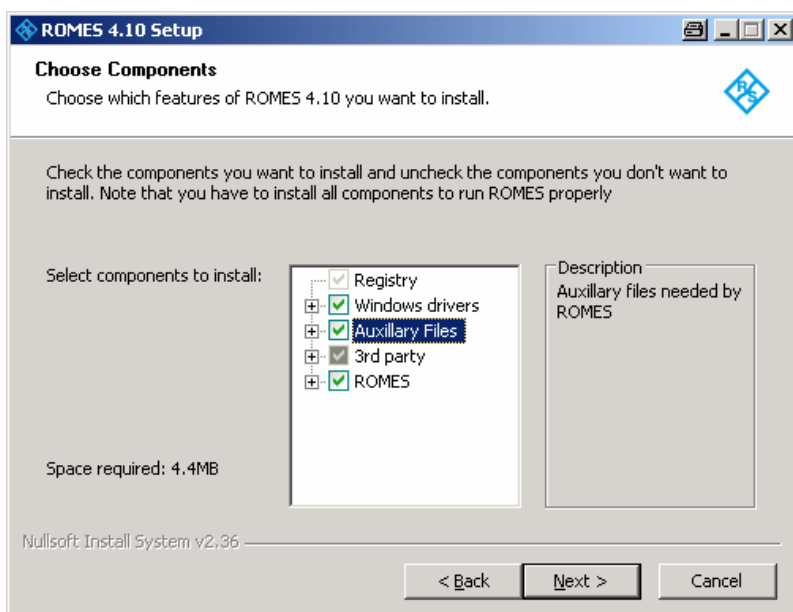 ROMES 4.10 Setup
Choose Components
Choose which features of ROMES 4.10 you want to install.
R
S
Check the components you want to install and uncheck the components you don't want to
install. Note that you have to install all components to run ROMES properly
Select components to install:
Registry
Windows drivers
Auxillary Files
3rd party
ROMES
Description
Auxillary files needed by
ROMES
Space required: 4.4MB
Nullsoft Install System v2.36
< Back
Next >
Cancel